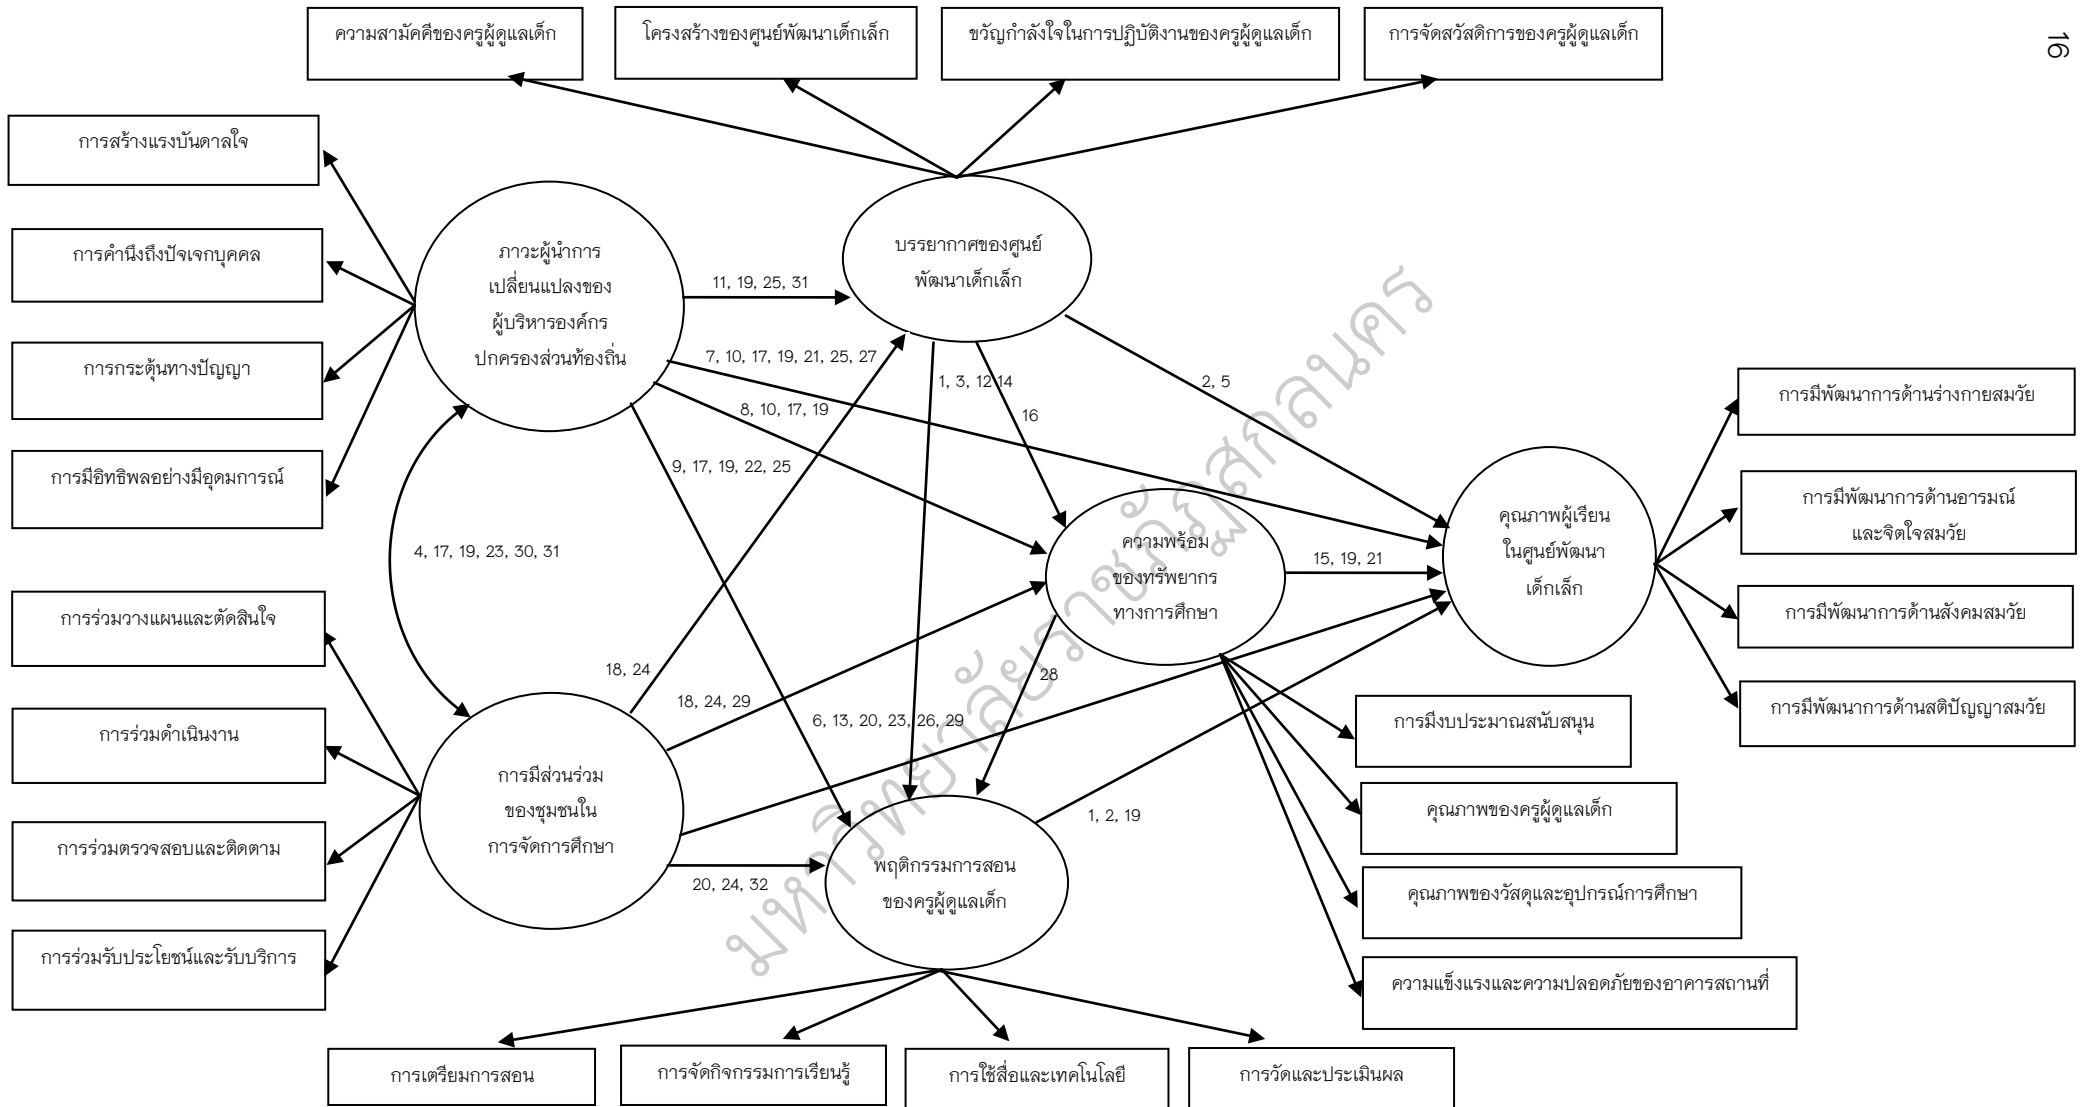 16
ความสามัคคีของครูผู้ดูแลเด็ก
โครงสร้างของศูนย์พัฒนาเด็กเล็ก
ขวัญกำลังใจในการปฏิบัติงานของครูผู้ดูแลเด็ก
การจัดสวัสดิการของครูผู้ดูแลเด็ก
การสร้างแรงบันดาลใจ
การคำนึงถึงปัจเจกบุคคล
การกระตุ้นทางปัญญา
การมีอิทธิพลอย่างมีอุดมการณ์
ภาวะผู้นำการ
เปลี่ยนแปลงของ
ผู้บริหารองค์กร
ปกครองส่วนท้องถิ่น
บรรยากาศของศูนย์
พัฒนาเด็กเล็ก
11, 19, 25, 31
7, 10, 17, 19, 21, 25, 27
8, 10, 17, 19
9, 17, 19, 22, 25
1, 3, 12 14
16
2, 5
4, 17, 19, 23, 30, 31
ความพร้อม
ของทรัพยากร
ทางการศึกษา
15, 19, 21
คุณภาพผู้เรียน
ในศูนย์พัฒนา
เด็กเล็ก
การมีพัฒนาการด้านร่างกายสมวัย
การมีพัฒนาการด้านอารมณ์
และจิตใจสมวัย
การมีพัฒนาการด้านสังคมสมวัย
การมีพัฒนาการด้านสติปัญญาสมวัย
การร่วมวางแผนและตัดสินใจ
การร่วมดำเนินงาน
การร่วมตรวจสอบและติดตาม
การร่วมรับประโยชน์และรับบริการ
การมีส่วนร่วม
ของชุมชนใน
การจัดการศึกษา
18, 24
18, 24, 29
6, 13, 20, 23, 26, 29
28
20, 24, 32
1, 2, 19
พฤติกรรมการสอน
ของครูผู้ดูแลเด็ก
การมีงบประมาณสนับสนุน
คุณภาพของครูผู้ดูแลเด็ก
คุณภาพของวัสดุและอุปกรณ์การศึกษา
ความแข็งแรงและความปลอดภัยของอาคารสถานที่
การเตรียมการสอน
การจัดกิจกรรมการเรียนรู้
การใช้สื่อและเทคโนโลยี
การวัดและประเมินผล
มหาวิทยาลัยราชภัฏสกลนคร